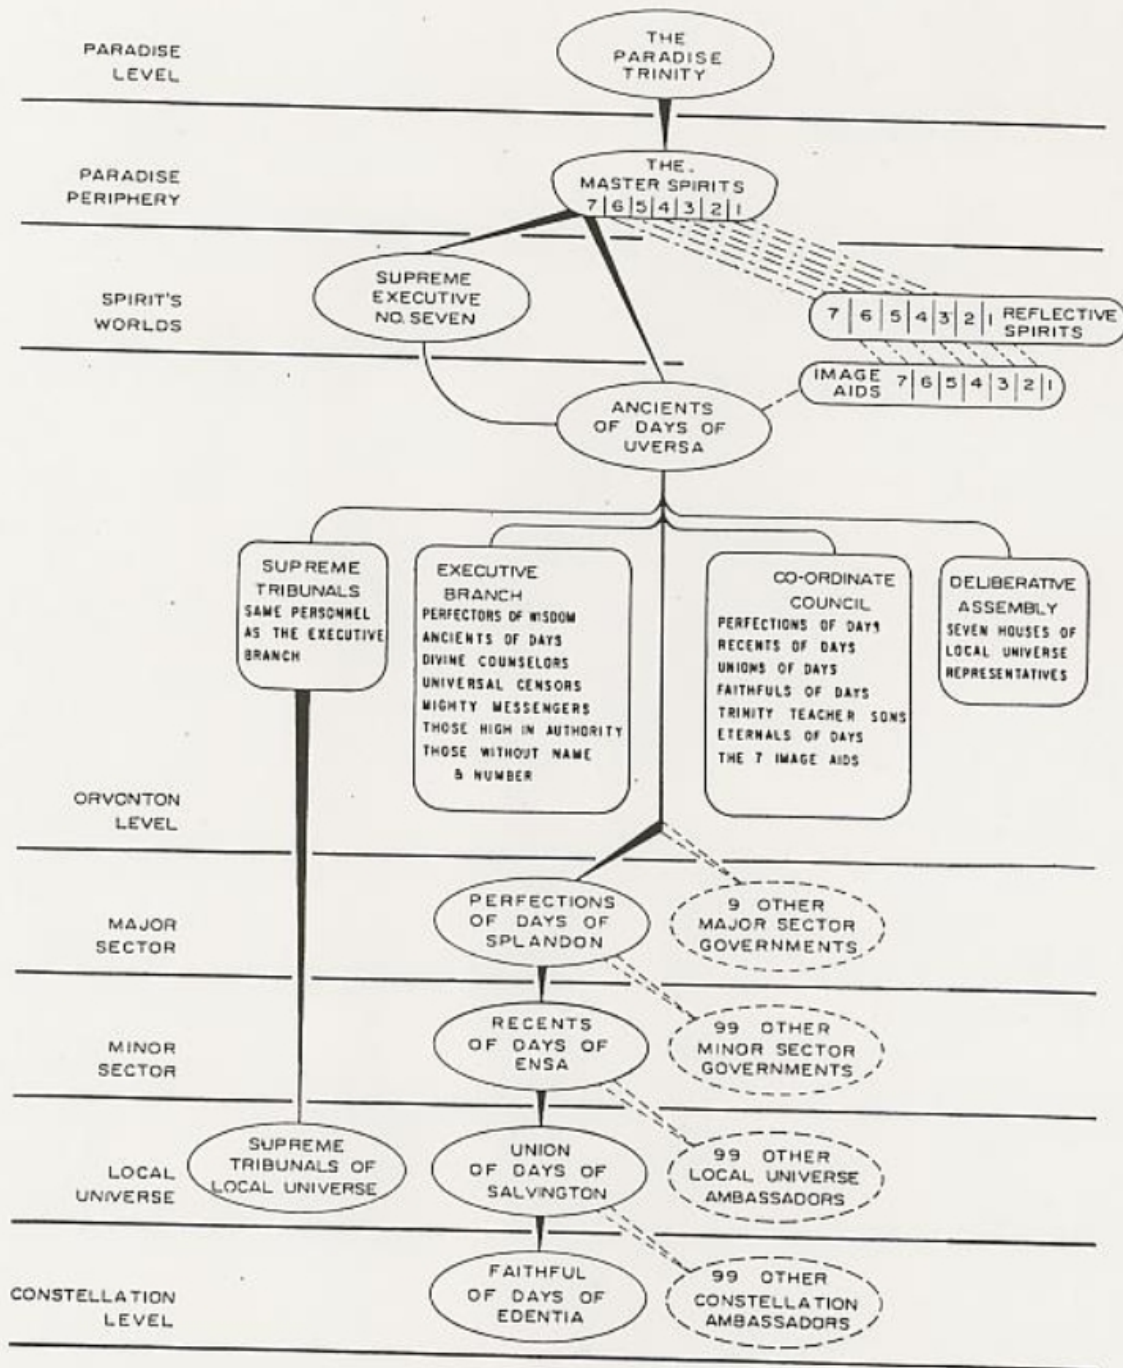 PARADISE
LEVEL
THE
PARADISE
TRINITY
PARADISE
PERIPHERY
THE.
MASTER SPIRITS
7 | 6 | 5 | 4 | 3 | 2 | 1
SPIRIT'S
WORLDS
SUPREME
EXECUTIVE
NO. SEVEN
7 | 6 | 5 | 4 | 3 | 2 | 1 REFLECTIVE
SPIRITS
IMAGE
AIDS 7 | 6 | 5 | 4 | 3 | 2 | 1
ANCIENTS
OF DAYS OF
UVERSA
ORVONTON
LEVEL
SUPREME
TRIBUNALS
SAME PERSONNEL
AS THE EXECUTIVE
BRANCH
EXECUTIVE
BRANCH
PERFECTORS OF WISDOM
ANCIENTS OF DAYS
DIVINE COUNSELORS
UNIVERSAL CENSORS
MIGHTY MESSENGERS
THOSE HIGH IN AUTHORITY
THOSE WITHOUT NAME
& NUMBER
CO-ORDINATE
COUNCIL
PERFECTIONS OF DAYS
RECENTS OF DAYS
UNIONS OF DAYS
FAITHFULS OF DAYS
TRINITY TEACHER SONS
ETERNALS OF DAYS
THE 7 IMAGE AIDS
DELIBERATIVE
ASSEMBLY
SEVEN HOUSES OF
LOCAL UNIVERSE
REPRESENTATIVES
MAJOR
SECTOR
PERFECTIONS
OF DAYS OF
SPLANDON
9 OTHER
MAJOR SECTOR
GOVERNMENTS
MINOR
SECTOR
RECENTS
OF DAYS OF
ENSA
99 OTHER
MINOR SECTOR
GOVERNMENTS
LOCAL
UNIVERSE
SUPREME
TRIBUNALS OF
LOCAL UNIVERSE
UNION
OF DAYS OF
SALVINGTON
99 OTHER
LOCAL UNIVERSE
AMBASSADORS
CONSTELLATION
LEVEL
FAITHFUL
OF DAYS OF
EDENTIA
99 OTHER
CONSTELLATION
AMBASSADORS